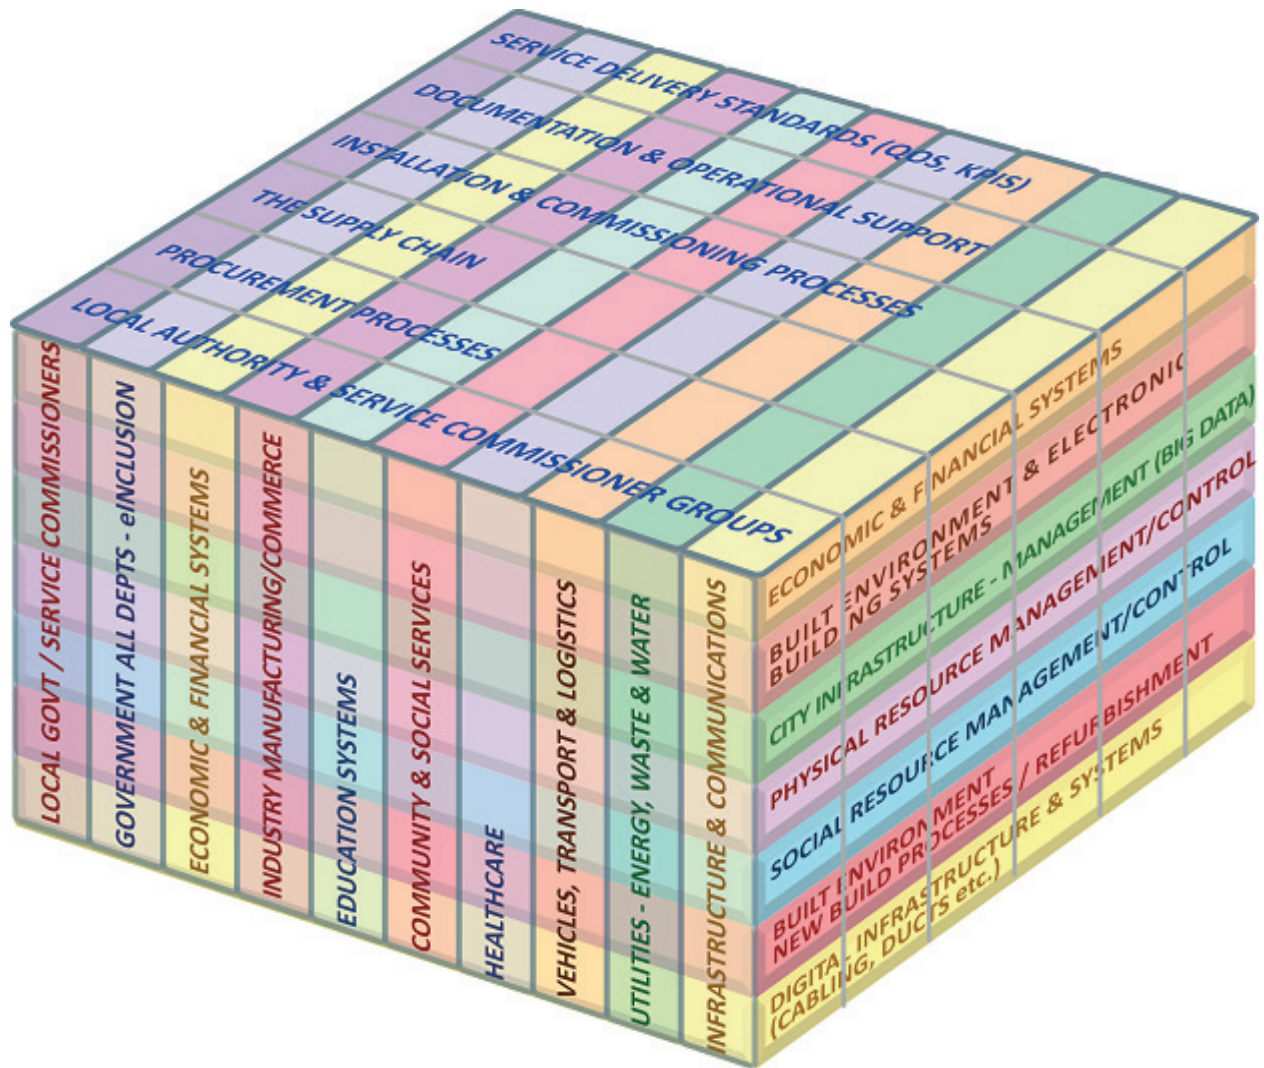 SERVICE DELIVERY STANDARDS (QOS, KPIS)
DOCUMENTATION & OPERATIONAL SUPPORT
INSTALLATION & COMMISSIONING PROCESSES
THE SUPPLY CHAIN
PROCUREMENT PROCESSES
LOCAL AUTHORITY & SERVICE COMMISSIONER GROUPS
LOCAL GOVT / SERVICE COMMISSIONERS
GOVERNMENT ALL DEPTS - eINCLUSION
ECONOMIC & FINANCIAL SYSTEMS
INDUSTRY MANUFACTURING/COMMERCE
EDUCATION SYSTEMS
COMMUNITY & SOCIAL SERVICES
HEALTHCARE
VEHICLES, TRANSPORT & LOGISTICS
UTILITIES - ENERGY, WASTE & WATER
INFRASTRUCTURE & COMMUNICATIONS
ECONOMIC & FINANCIAL SYSTEMS
BUILT ENVIRONMENT & ELECTRONIC
BUILDING SYSTEMS
CITY INFRASTRUCTURE - MANAGEMENT (BIG DATA)
PHYSICAL RESOURCE MANAGEMENT/CONTROL
SOCIAL RESOURCE MANAGEMENT/CONTROL
BUILT ENVIRONMENT
NEW BUILD PROCESSES / REFURBISHMENT
DIGITAL INFRASTRUCTURE & SYSTEMS
(CABLING, DUCTS etc.)